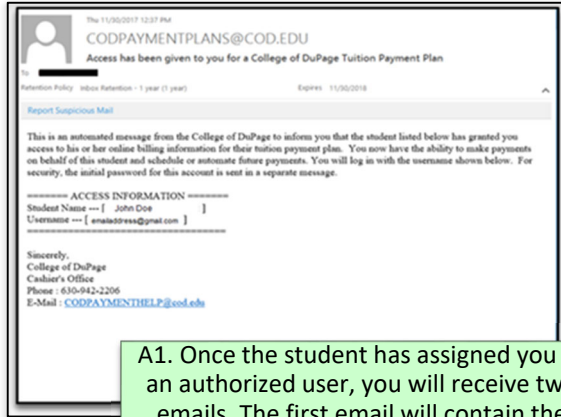 Thu 11/30/2017 12:37 PM
CODPAYMENTPLANS@COD.EDU
Access has been given to you for a College of DuPage Tuition Payment Plan
To
Retention Policy Inbox Retention - 1 year (1 year) Expires 11/30/2018
Report Suspicious Mail
This is an automated message from the College of DuPage to inform you that the student listed below has granted you
access to his or her online billing information for their tuition payment plan. You now have the ability to make payments
on behalf of this student and schedule or automate future payments. You will log in with the username shown below. For
security, the initial password for this account is sent in a separate message.
======= ACCESS INFORMATION =======
Student Name --- [ John Doe ]
Username --- [ emailaddress@gmail.com ]
==================================
Sincerely,
College of DuPage
Cashier's Office
Phone : 630-942-2206
E-Mail : CODPAYMENTHELP@cod.edu
A1. Once the student has assigned you
an authorized user, you will receive tw
emails. The first email will contain the